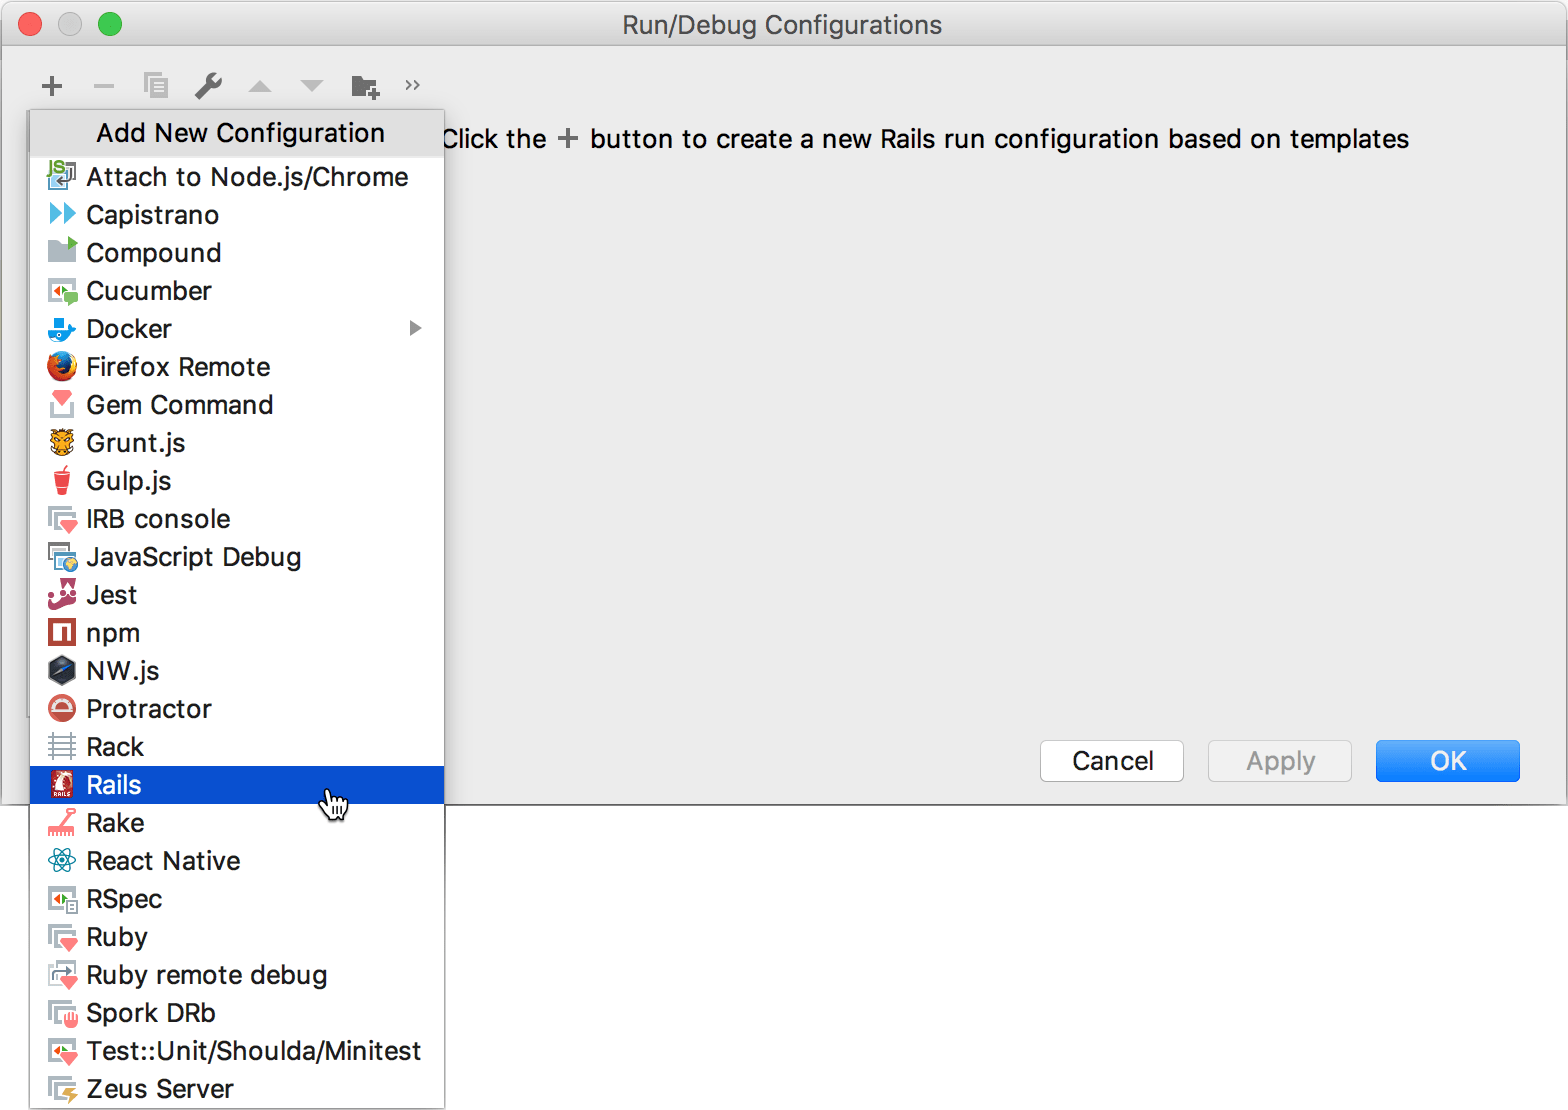 Run/Debug Configurations
Add New Configuration
Click the + button to create a new Rails run configuration based on templates
Attach to Node.js/Chrome
Capistrano
Compound
Cucumber
Docker
Firefox Remote
Gem Command
Grunt.js
Gulp.js
IRB console
JavaScript Debug
Jest
npm
NW.js
Protractor
Rack
Rails
Rake
React Native
RSpec
Ruby
Ruby remote debug
Spork DRb
Test::Unit/Shoulda/Minitest
Zeus Server
Cancel
Apply
OK